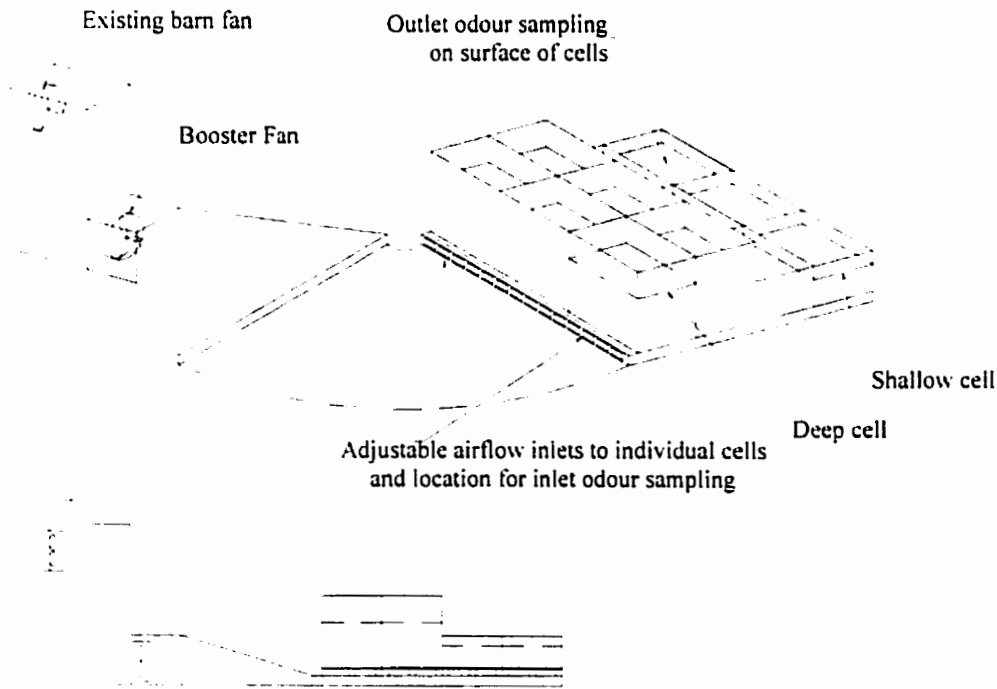 Existing barn fan
Outlet odour sampling
on surface of cells
Booster Fan
Shallow cell
Deep cell
Adjustable airflow inlets to individual cells
and location for inlet odour sampling